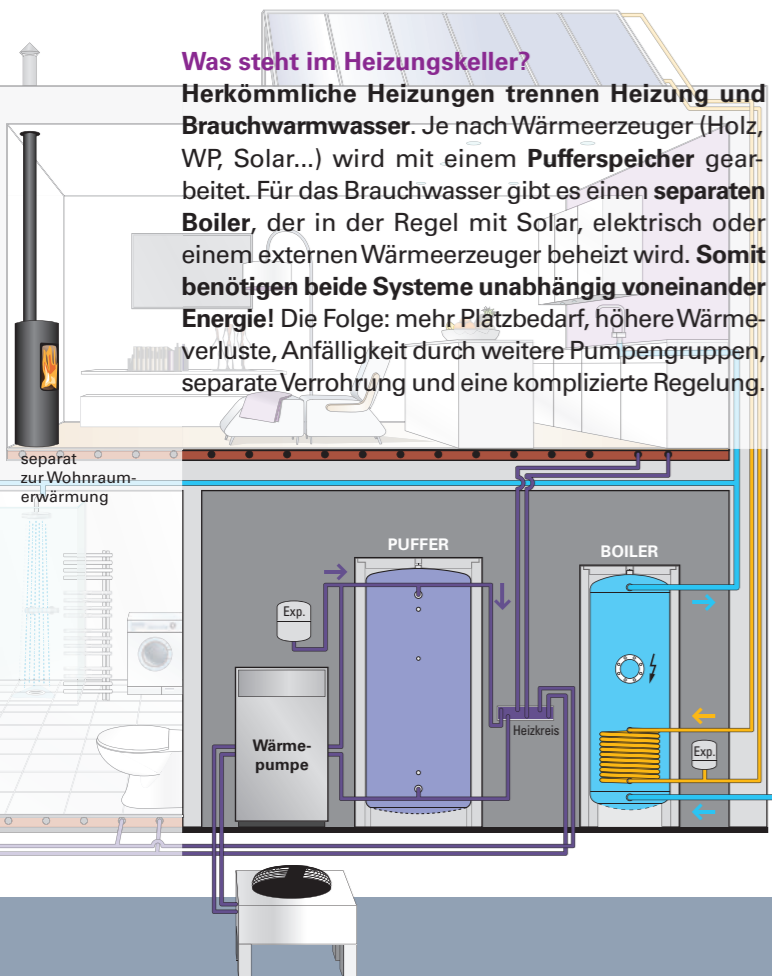 Was steht im Heizungskeller?
Herkömmliche Heizungen trennen Heizung und
Brauchwarmwasser. Je nach Wärmeerzeuger (Holz,
WP, Solar...) wird mit einem Pufferspeicher gear-
beitet. Für das Brauchwasser gibt es einen separaten
Boiler, der in der Regel mit Solar, elektrisch oder
einem externen Wärmeerzeuger beheizt wird. Somit
benötigen beide Systeme unabhängig voneinander
Energie! Die Folge: mehr Platzbedarf, höhere Wärme-
verluste, Anfälligkeit durch weitere Pumpengruppen,
separate Verrohrung und eine komplizierte Regelung.
separat
zur Wohnraum-
erwärmung
PUFFER
BOILER
Exp.
Heizkreis
Wärme-
pumpe
Exp.